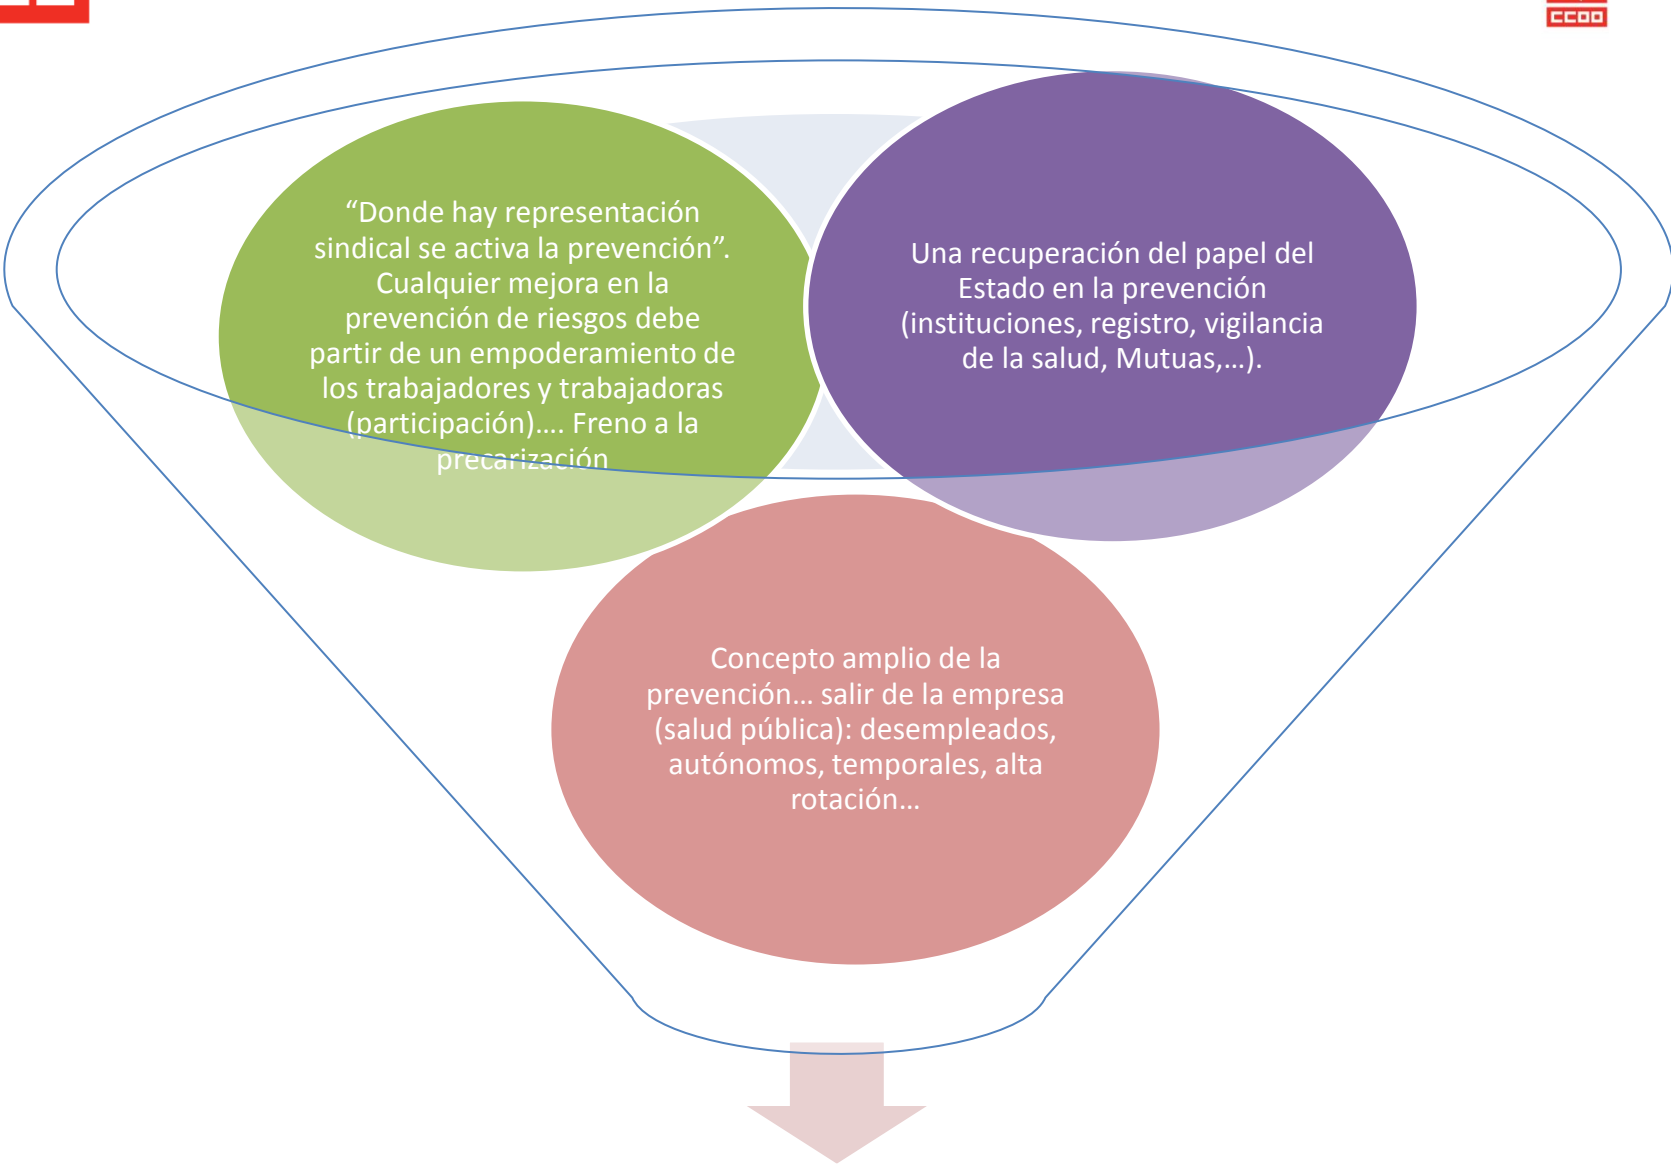 CCOO
“Donde hay representación
sindical se activa la prevención”.
Cualquier mejora en la
prevención de riesgos debe
partir de un empoderamiento de
los trabajadores y trabajadoras
(participación)…. Freno a la
precarización
Una recuperación del papel del
Estado en la prevención
(instituciones, registro, vigilancia
de la salud, Mutuas,…).
Concepto amplio de la
prevención… salir de la empresa
(salud pública): desempleados,
autónomos, temporales, alta
rotación…